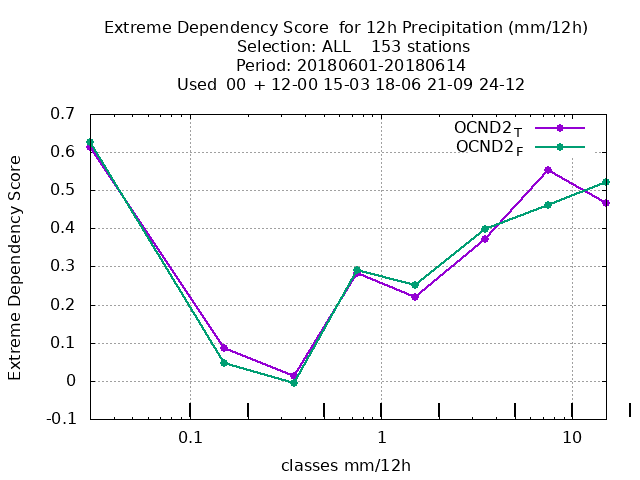 Extreme Dependency Score  for 12h Precipitation (mm/12h)
Selection: ALL    153 stations
Period: 20180601-20180614
Used  00 + 12-00 15-03 18-06 21-09 24-12
OCND2_T
OCND2_F
Extreme Dependency Score
0.7
0.6
0.5
0.4
0.3
0.2
0.1
0
-0.1
0.1 1 10
classes mm/12h